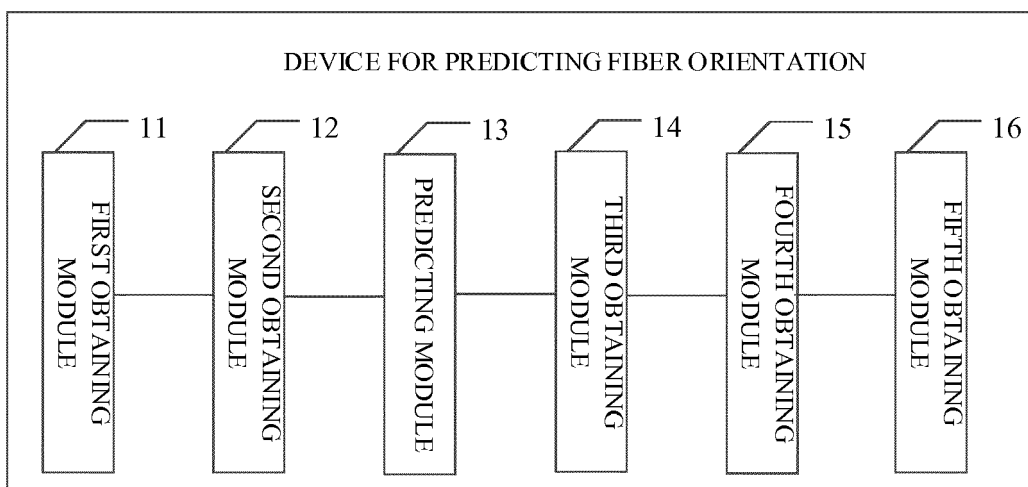 DEVICE FOR PREDICTING FIBER ORIENTATION
11
12
13
14
15
16
FIRST OBTAINING
MODULE
SECOND OBTAINING
MODULE
PREDICTING MODULE
THIRD OBTAINING
MODULE
FOURTH OBTAINING
MODULE
FIFTH OBTAINING
MODULE